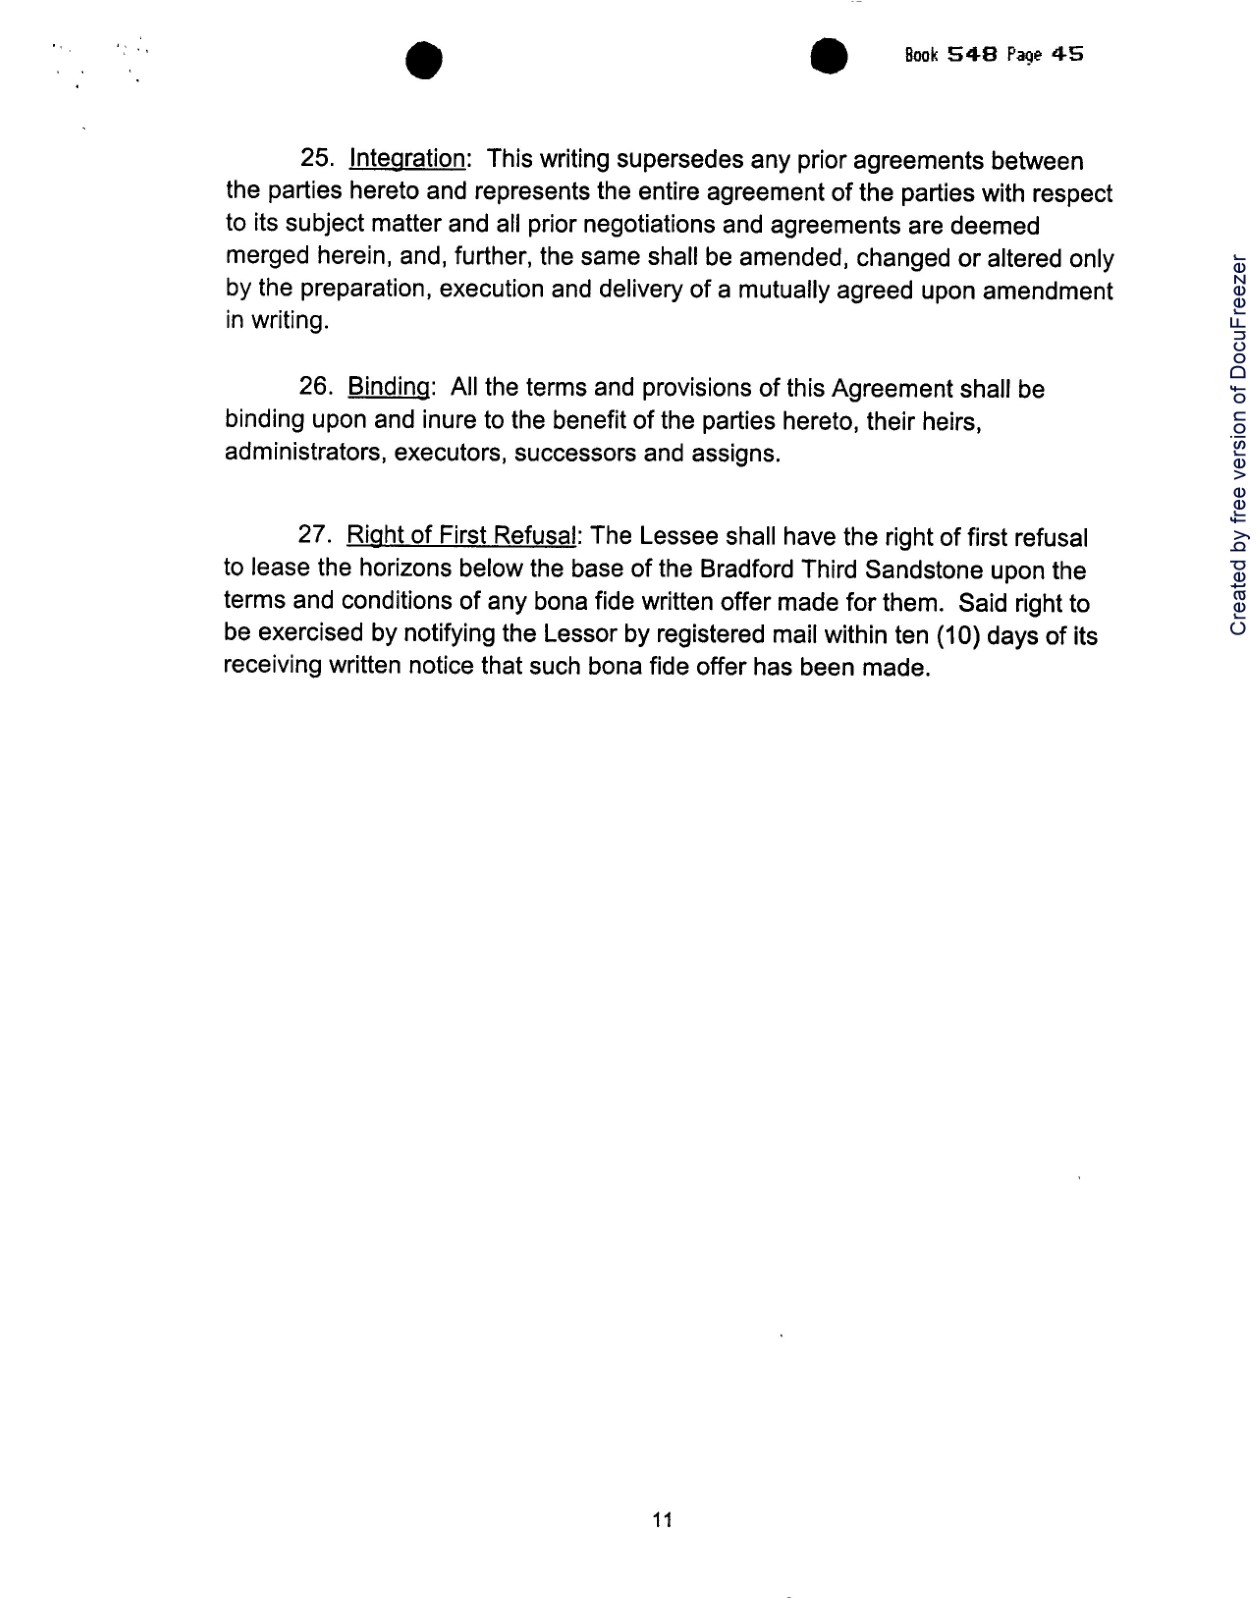 Book 548 Page 45
25. Integration: This writing supersedes any prior agreements between
the parties hereto and represents the entire agreement of the parties with respect
to its subject matter and all prior negotiations and agreements are deemed
merged herein, and, further, the same shall be amended, changed or altered only
by the preparation, execution and delivery of a mutually agreed upon amendment
in writing.
26. Binding: All the terms and provisions of this Agreement shall be
binding upon and inure to the benefit of the parties hereto, their heirs,
administrators, executors, successors and assigns.
27. Right of First Refusal: The Lessee shall have the right of first refusal
to lease the horizons below the base of the Bradford Third Sandstone upon the
terms and conditions of any bona fide written offer made for them. Said right to
be exercised by notifying the Lessor by registered mail within ten (10) days of its
receiving written notice that such bona fide offer has been made.
11
Created by free version of DocuFreezer